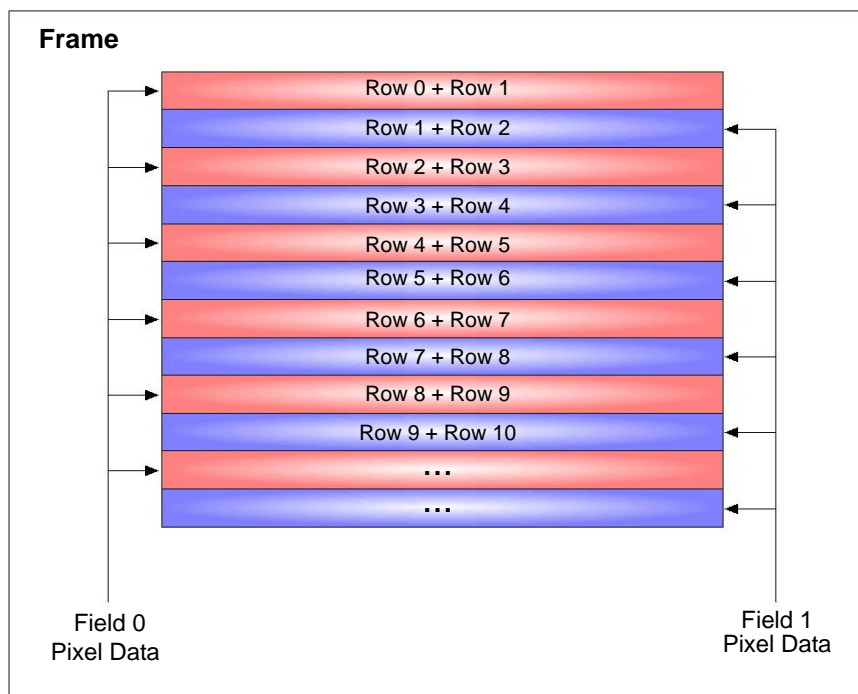 Frame
Row 0 + Row 1
Row 1 + Row 2
Row 2 + Row 3
Row 3 + Row 4
Row 4 + Row 5
Row 5 + Row 6
Row 6 + Row 7
Row 7 + Row 8
Row 8 + Row 9
Row 9 + Row 10
...
...
Field 0
Pixel Data
Field 1
Pixel Data